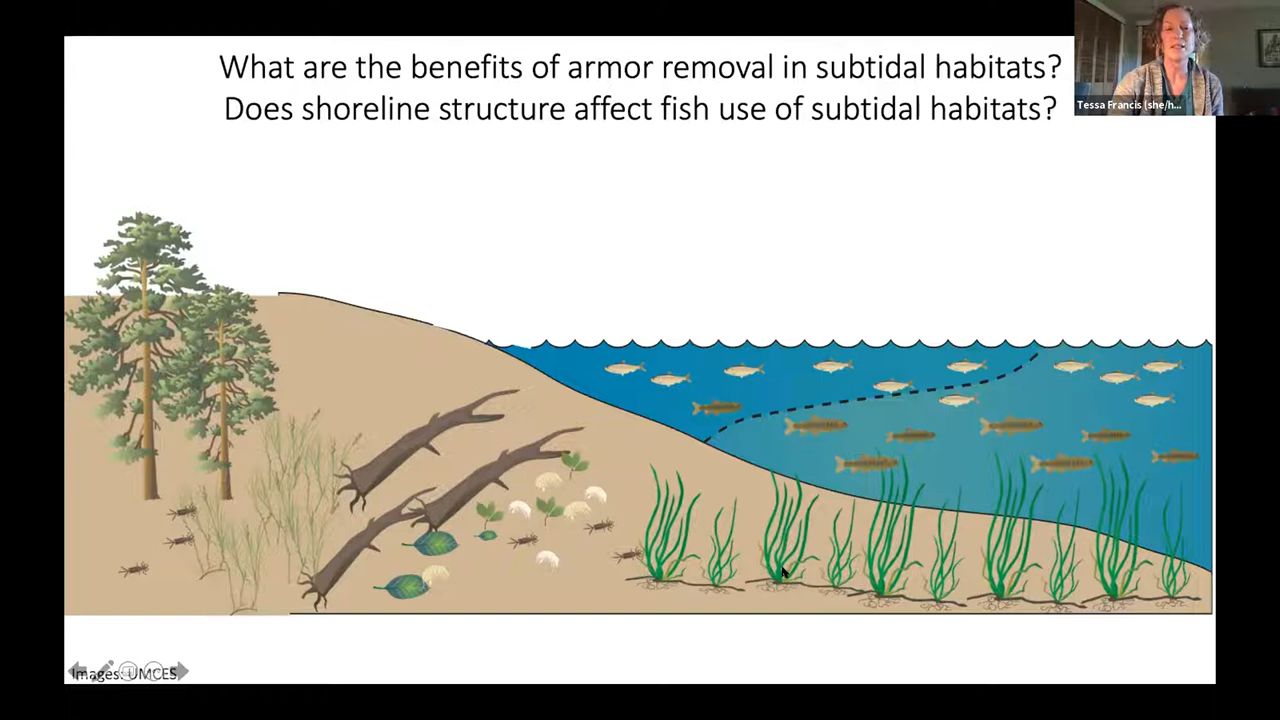 What are the benefits of armor removal in subtidal habitats?
Does shoreline structure affect fish use of subtidal habitats?
Tessa Francis (she/h...
Images: UMCES